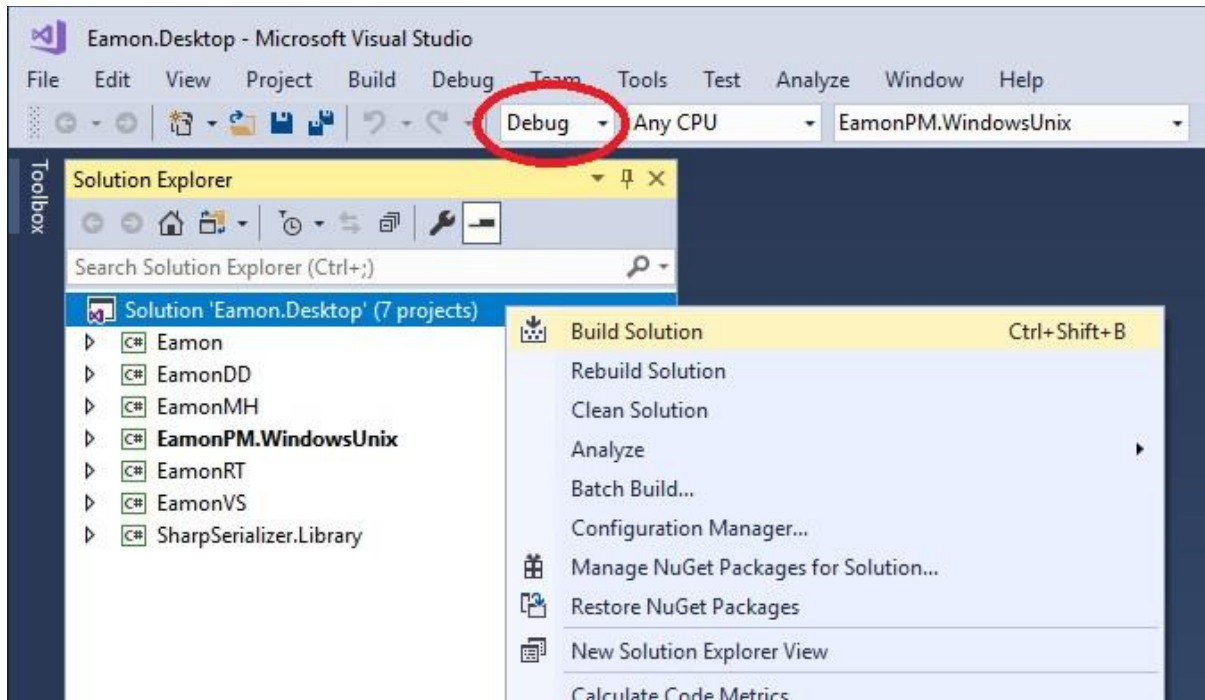 Eamon.Desktop - Microsoft Visual Studio
File Edit View Project Build Debug Team Tools Test Analyze Window Help
Debug Any CPU EamonPM.WindowsUnix
Toolbox
Solution Explorer
Search Solution Explorer (Ctrl+;)
Solution 'Eamon.Desktop' (7 projects)
C# Eamon
C# EamonDD
C# EamonMH
C# EamonPM.WindowsUnix
C# EamonRT
C# EamonVS
C# SharpSerializer.Library
Build Solution Ctrl+Shift+B
Rebuild Solution
Clean Solution
Analyze
Batch Build...
Configuration Manager...
Manage NuGet Packages for Solution...
Restore NuGet Packages
New Solution Explorer View
Calculate Code Metrics